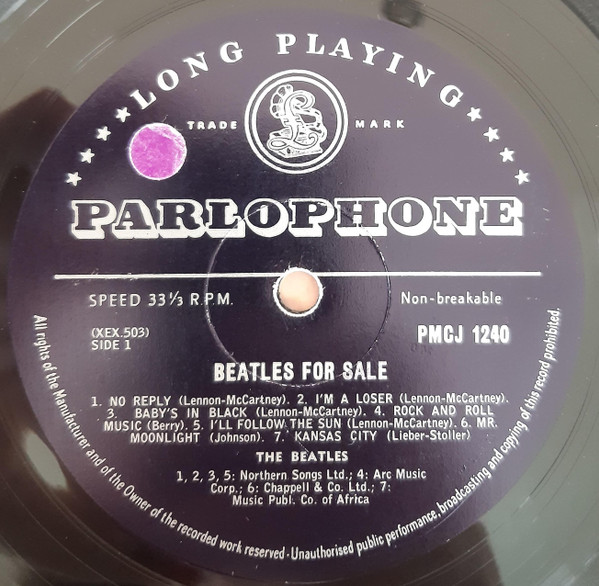 LONG PLAYING
TRADE MARK
PARLOPHONE
SPEED 33⅓ R.P.M.
Non-breakable
(XEX.503)
SIDE 1
PMCJ 1240
BEATLES FOR SALE
1. NO REPLY (Lennon-McCartney). 2. I'M A LOSER (Lennon-McCartney).
3. BABY'S IN BLACK (Lennon-McCartney). 4. ROCK AND ROLL
MUSIC (Berry). 5. I'LL FOLLOW THE SUN (Lennon-McCartney). 6. MR.
MOONLIGHT (Johnson). 7. KANSAS CITY (Lieber-Stoller)
THE BEATLES
1, 2, 3, 5: Northern Songs Ltd.; 4: Arc Music
Corp.; 6: Chappell & Co. Ltd.; 7:
Music Publ. Co. of Africa
All rights of the Manufacturer and of the Owner of the recorded work reserved - Unauthorised public performance, broadcasting and copying of this record prohibited.